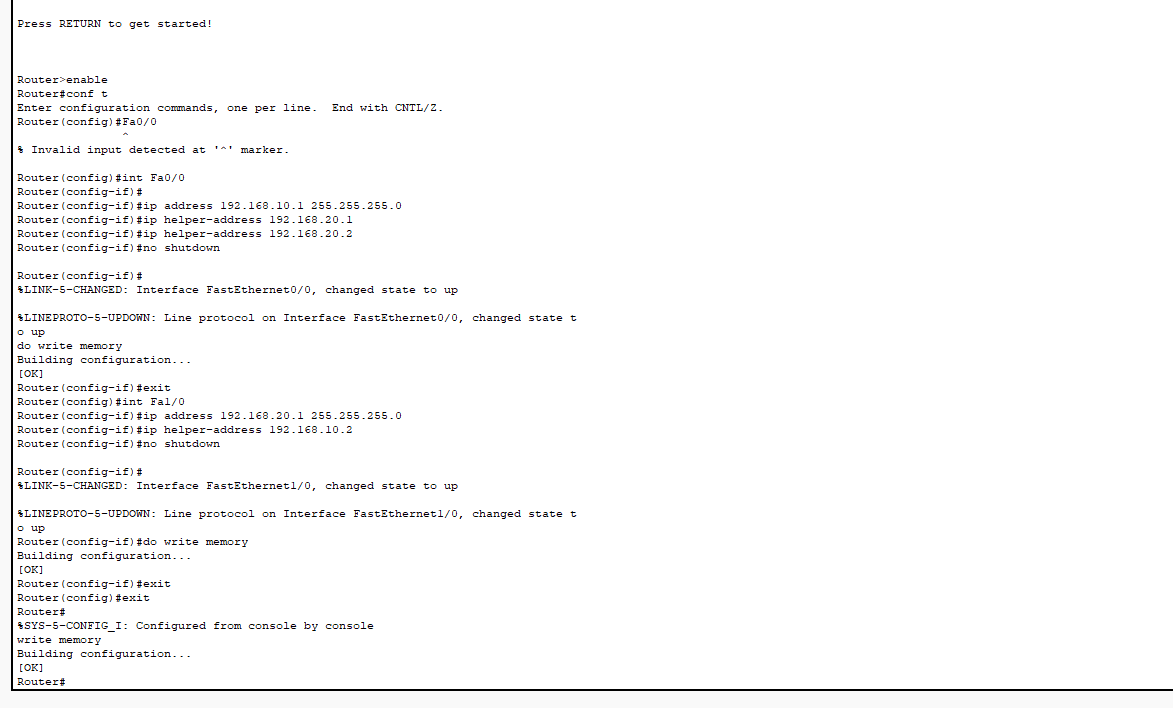 Press RETURN to get started!
Router>enable
Router#conf t
Enter configuration commands, one per line.  End with CNTL/Z.
Router(config)#Fa0/0
^
% Invalid input detected at '^' marker.
Router(config)#int Fa0/0
Router(config-if)#
Router(config-if)#ip address 192.168.10.1 255.255.255.0
Router(config-if)#ip helper-address 192.168.20.1
Router(config-if)#ip helper-address 192.168.20.2
Router(config-if)#no shutdown
Router(config-if)#
%LINK-5-CHANGED: Interface FastEthernet0/0, changed state to up
%LINEPROTO-5-UPDOWN: Line protocol on Interface FastEthernet0/0, changed state t
o up
do write memory
Building configuration...
[OK]
Router(config-if)#exit
Router(config)#int Fa1/0
Router(config-if)#ip address 192.168.20.1 255.255.255.0
Router(config-if)#ip helper-address 192.168.10.2
Router(config-if)#no shutdown
Router(config-if)#
%LINK-5-CHANGED: Interface FastEthernet1/0, changed state to up
%LINEPROTO-5-UPDOWN: Line protocol on Interface FastEthernet1/0, changed state t
o up
Router(config-if)#do write memory
Building configuration...
[OK]
Router(config-if)#exit
Router(config)#exit
Router#
%SYS-5-CONFIG_I: Configured from console by console
write memory
Building configuration...
[OK]
Router#